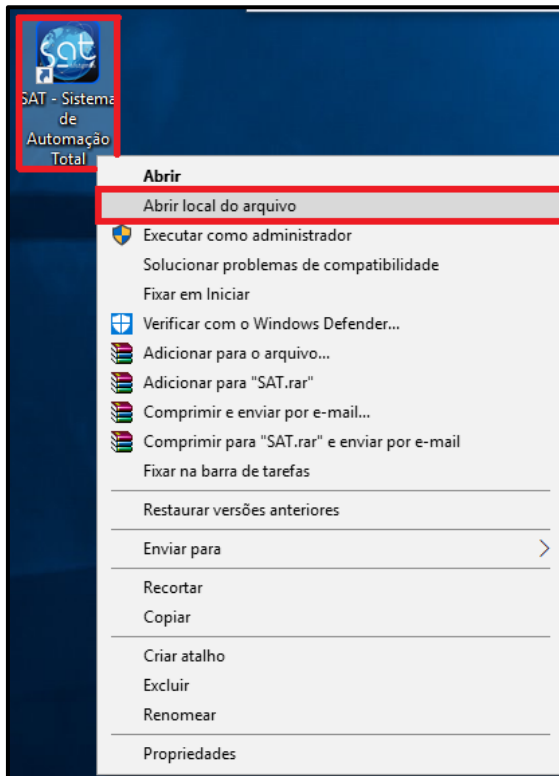 Sat
SAT - Sistema
de
Automação
Total
Abrir
Abrir local do arquivo
Executar como administrador
Solucionar problemas de compatibilidade
Fixar em Iniciar
Verificar com o Windows Defender...
Adicionar para o arquivo...
Adicionar para "SAT.rar"
Comprimir e enviar por e-mail...
Comprimir para "SAT.rar" e enviar por e-mail
Fixar na barra de tarefas
Restaurar versões anteriores
Enviar para
Recortar
Copiar
Criar atalho
Excluir
Renomear
Propriedades